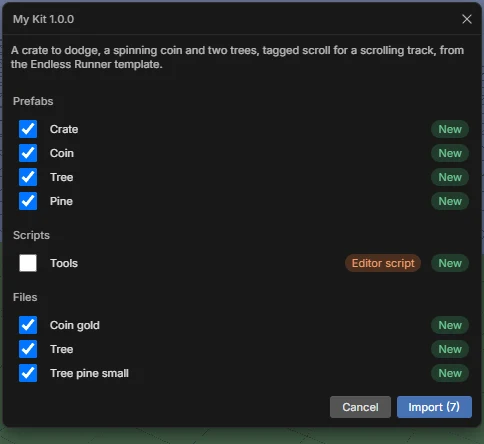 My Kit 1.0.0
A crate to dodge, a spinning coin and two trees, tagged scroll for a scrolling track, from
the Endless Runner template.
Prefabs
Crate New
Coin New
Tree New
Pine New
Scripts
Tools Editor script New
Files
Coin gold New
Tree New
Tree pine small New
Cancel Import (7)